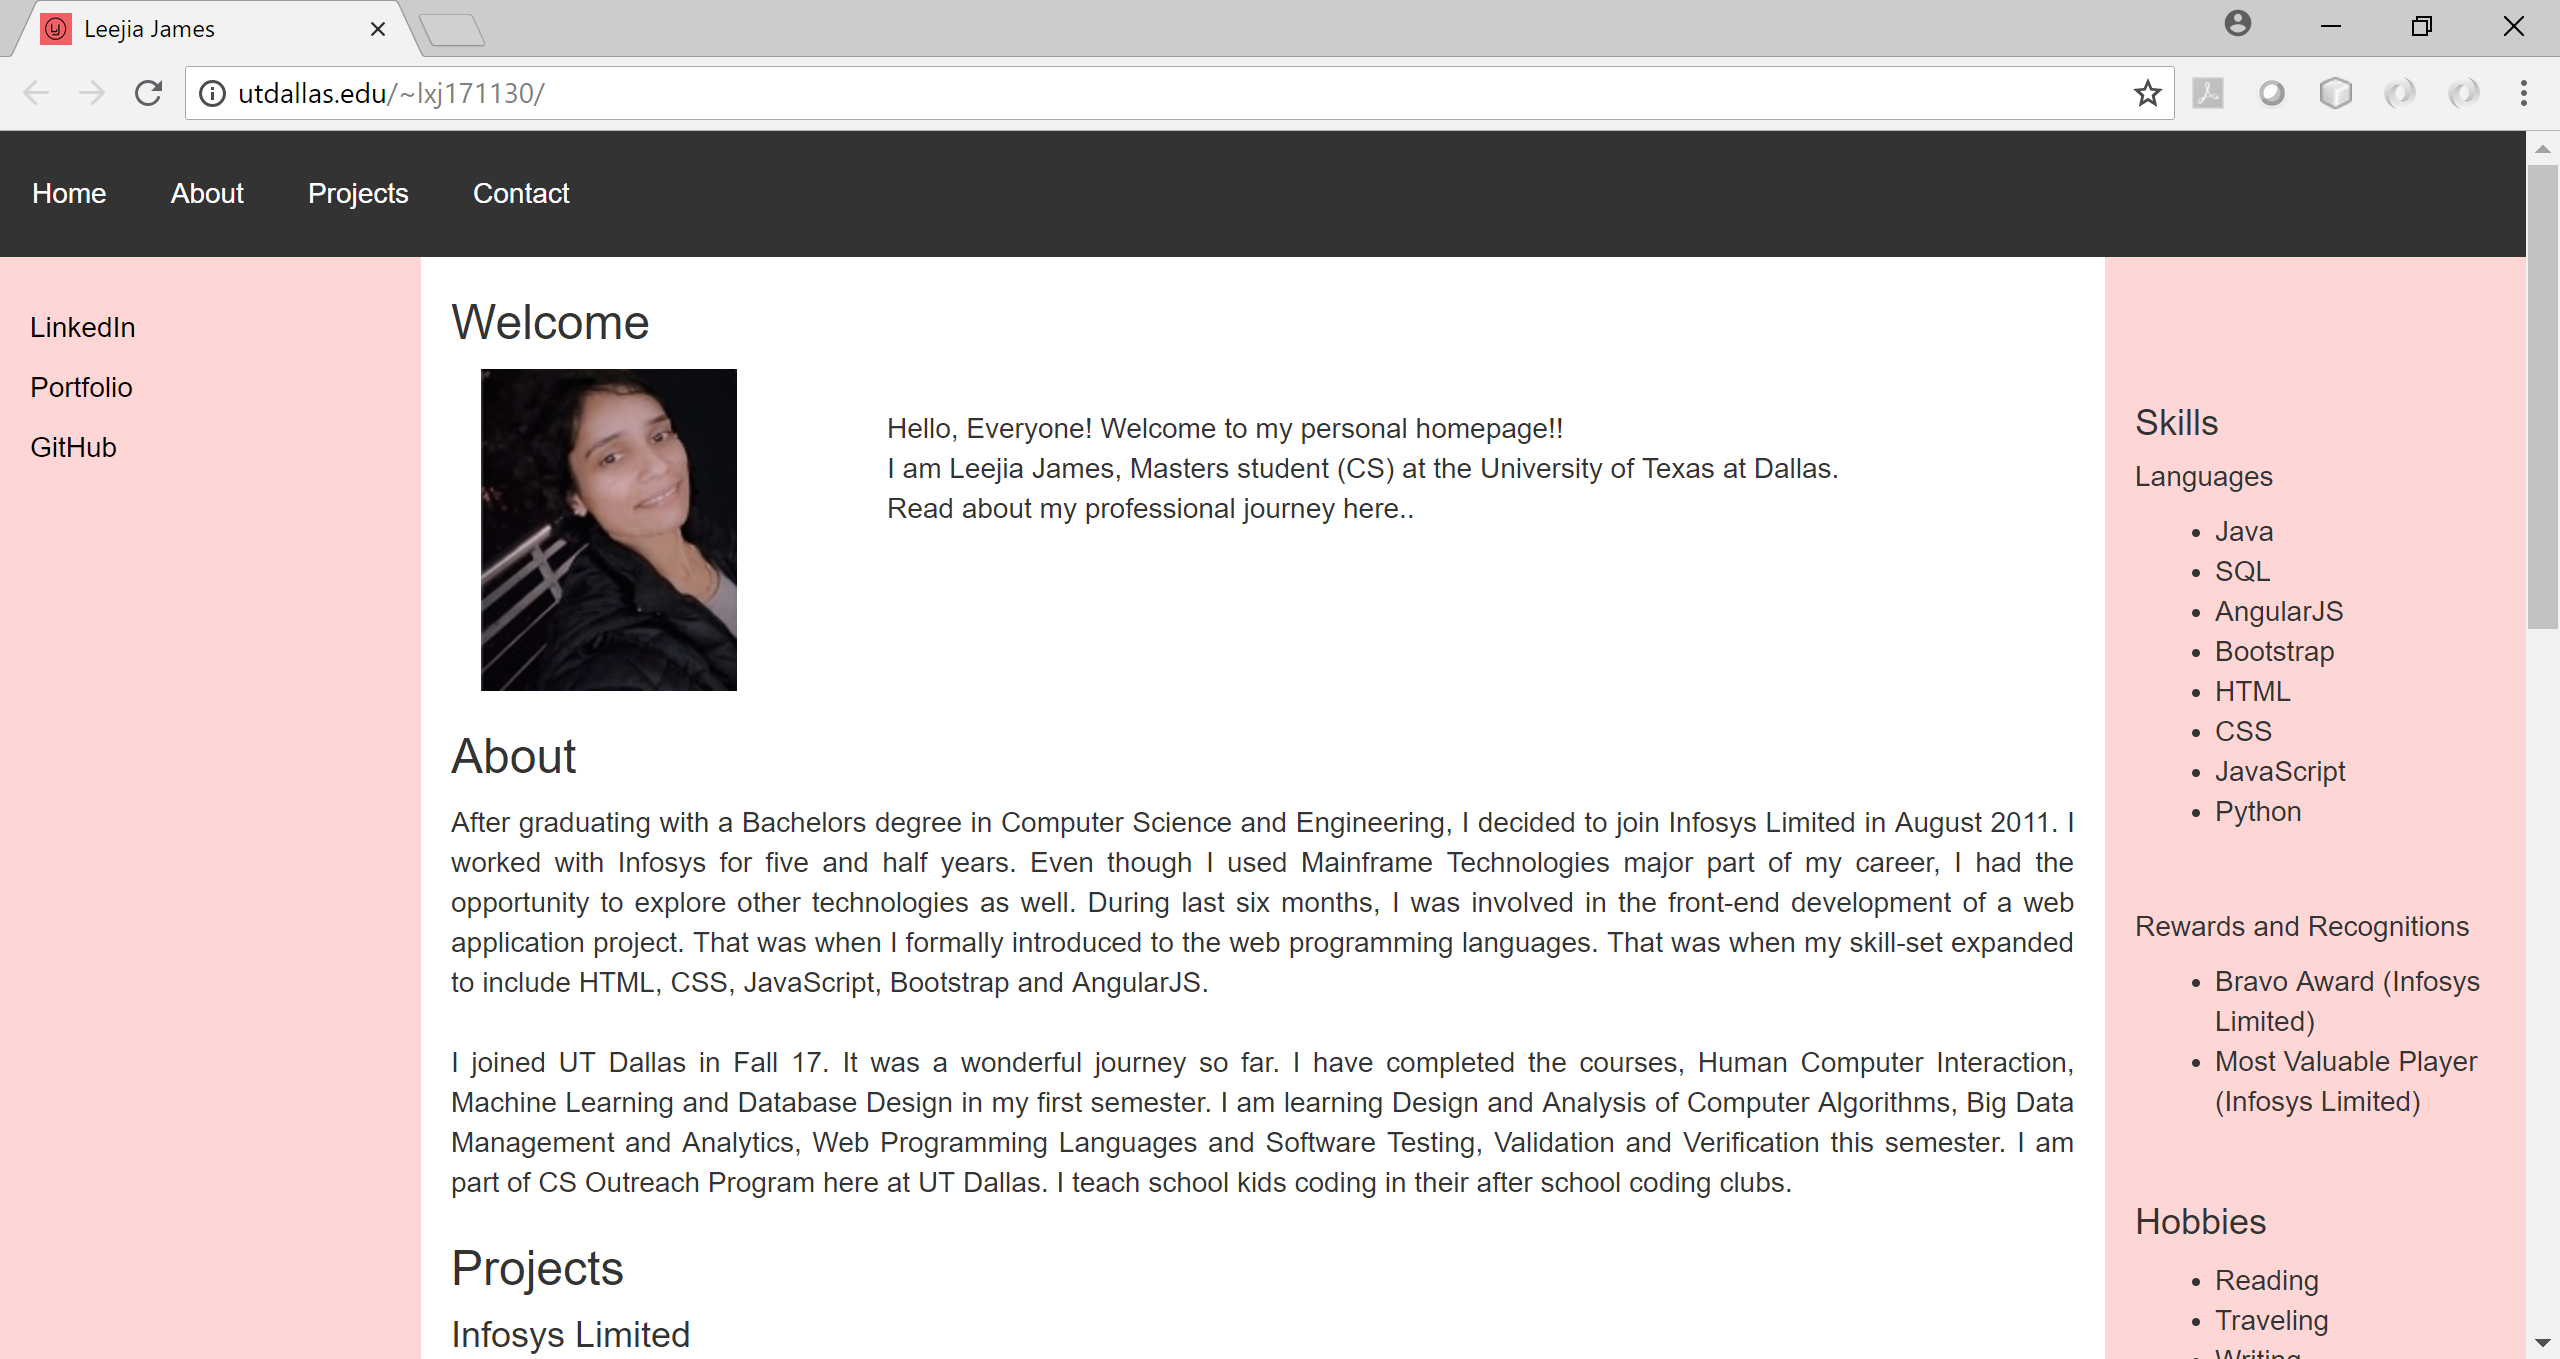 Leejia James
utdallas.edu/~lxj171130/
Home About Projects Contact
LinkedIn
Portfolio
GitHub
Welcome
Hello, Everyone! Welcome to my personal homepage!!
I am Leejia James, Masters student (CS) at the University of Texas at Dallas.
Read about my professional journey here..
About
After graduating with a Bachelors degree in Computer Science and Engineering, I decided to join Infosys Limited in August 2011. I
worked with Infosys for five and half years. Even though I used Mainframe Technologies major part of my career, I had the
opportunity to explore other technologies as well. During last six months, I was involved in the front-end development of a web
application project. That was when I formally introduced to the web programming languages. That was when my skill-set expanded
to include HTML, CSS, JavaScript, Bootstrap and AngularJS.
I joined UT Dallas in Fall 17. It was a wonderful journey so far. I have completed the courses, Human Computer Interaction,
Machine Learning and Database Design in my first semester. I am learning Design and Analysis of Computer Algorithms, Big Data
Management and Analytics, Web Programming Languages and Software Testing, Validation and Verification this semester. I am
part of CS Outreach Program here at UT Dallas. I teach school kids coding in their after school coding clubs.
Projects
Infosys Limited
Skills
Languages
• Java
• SQL
• AngularJS
• Bootstrap
• HTML
• CSS
• JavaScript
• Python
Rewards and Recognitions
• Bravo Award (Infosys
Limited)
• Most Valuable Player
(Infosys Limited)
Hobbies
• Reading
• Traveling
• Writing